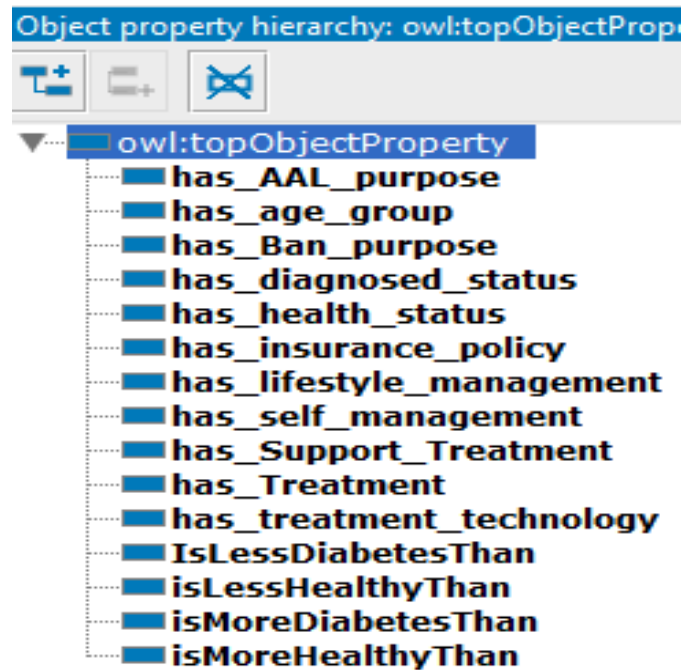 Object property hierarchy: owl:topObjectPrope
owl:topObjectProperty
has_AAL_purpose
has_age_group
has_Ban_purpose
has_diagnosed_status
has_health_status
has_insurance_policy
has_lifestyle_management
has_self_management
has_Support_Treatment
has_Treatment
has_treatment_technology
IsLessDiabetesThan
isLessHealthyThan
isMoreDiabetesThan
isMoreHealthyThan